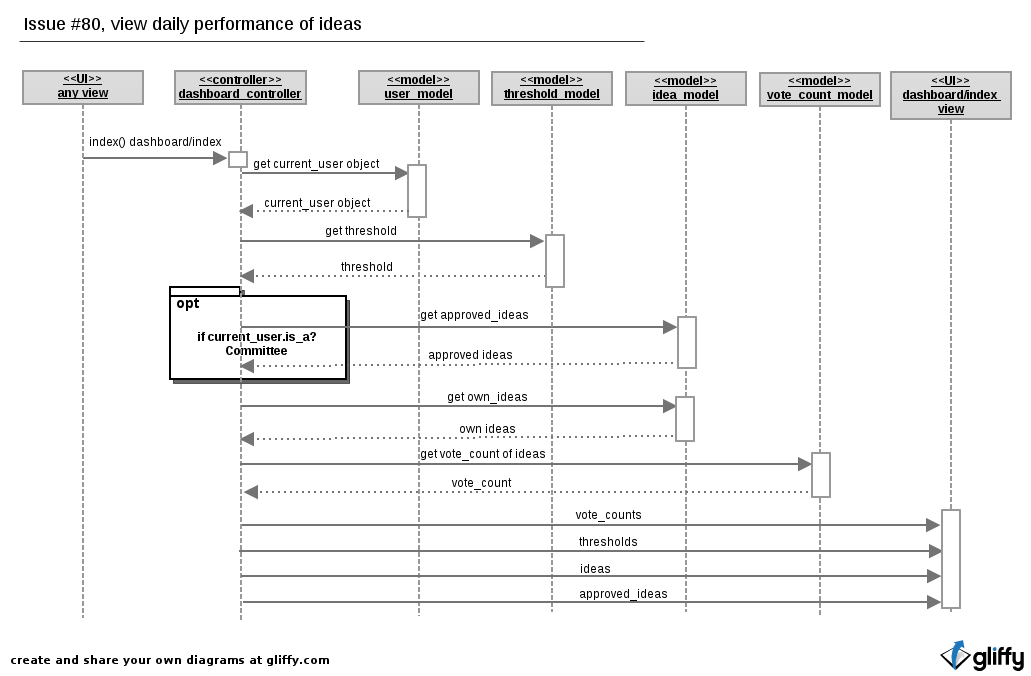 Issue #80, view daily performance of ideas
<<UI>>
any view
<<controller>>
dashboard_controller
<<model>>
user_model
<<model>>
threshold_model
<<model>>
idea_model
<<model>>
vote_count_model
<<UI>>
dashboard/index_
view
index() dashboard/index
get current_user object
current_user object
get threshold
threshold
opt
if current_user.is_a?
Committee
get approved_ideas
approved ideas
get own_ideas
own ideas
get vote_count of ideas
vote_count
vote_counts
thresholds
ideas
approved_ideas
create and share your own diagrams at gliffy.com
gliffy